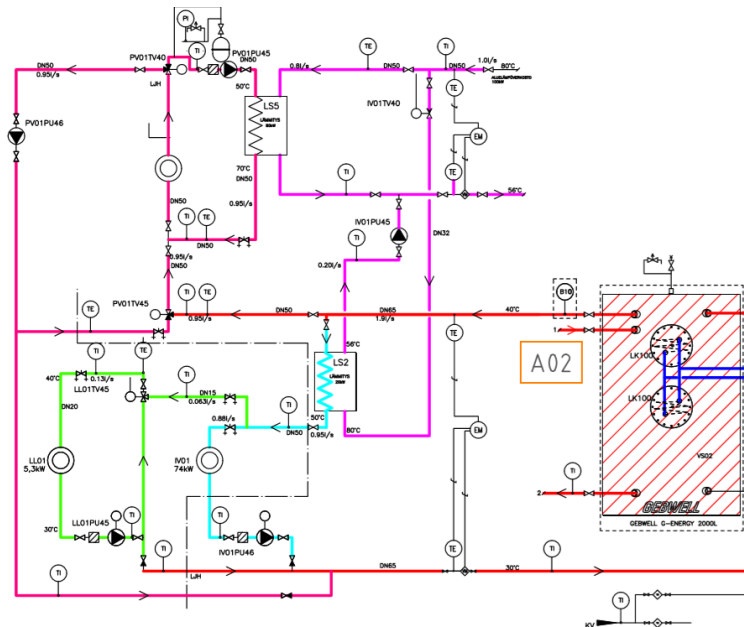 PI
TI
DN50
0.95l/s
PV01TV40
PV01PU45
DN50
LJH
50°C
LS5
LÄMMITYS
70°C
DN50
0.95l/s
PV01PU46
DN50
TI
TE
DN50
0.95l/s
DN50
TE
TI
0.8l/s
DN50
DN50
1.0l/s
80°C
IV01TV40
TE
EM
TE
TI
56°C
IV01PU45
TI
0.20l/s
DN32
PV01TV45
TE
TI
TE
DN50
0.95l/s
DN65
1.9l/s
40°C
B10
1
A02
TE
56°C
LS2
LÄMMITYS
50°C
80°C
DN50
0.95l/s
TI
TE
40°C
0.13l/s
LL01TV45
DN15
0.063l/s
TI
0.88l/s
DN20
LL01
5,3kW
IV01
74kW
30°C
LL01PU45
TI
IV01PU46
EM
TE
TI
TI
LJH
DN65
30°C
TI
TI
2
LK100
LK100
VS02
GEBWELL
GEBWELL G-ENERGY 2000L
TI
KV